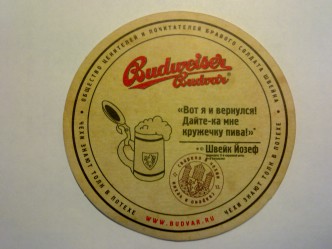 ОБЩЕСТВО ЦЕНИТЕЛЕЙ И ПОЧИТАТЕЛЕЙ БРАВОГО СОЛДАТА ШВЕЙКА
Budweiser
Budvar
«Вот я и вернулся!
Дайте-ка мне
кружечку пива!»
Швейк Йозеф
ЧЕХИ ЗНАЮТ ТОЛК В ПОТЕХЕ
WWW.BUDVAR.RU
ЧЕХИ ЗНАЮТ ТОЛК В ПОТЕХЕ